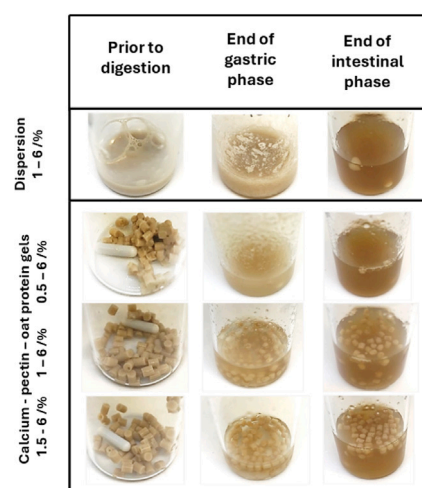 Prior to
digestion
End of
gastric
phase
End of
intestinal
phase
Dispersion
1 – 6 /%
Calcium - pectin – oat protein gels
0.5 – 6 /%
1 – 6 /%
1.5 - 6 /%